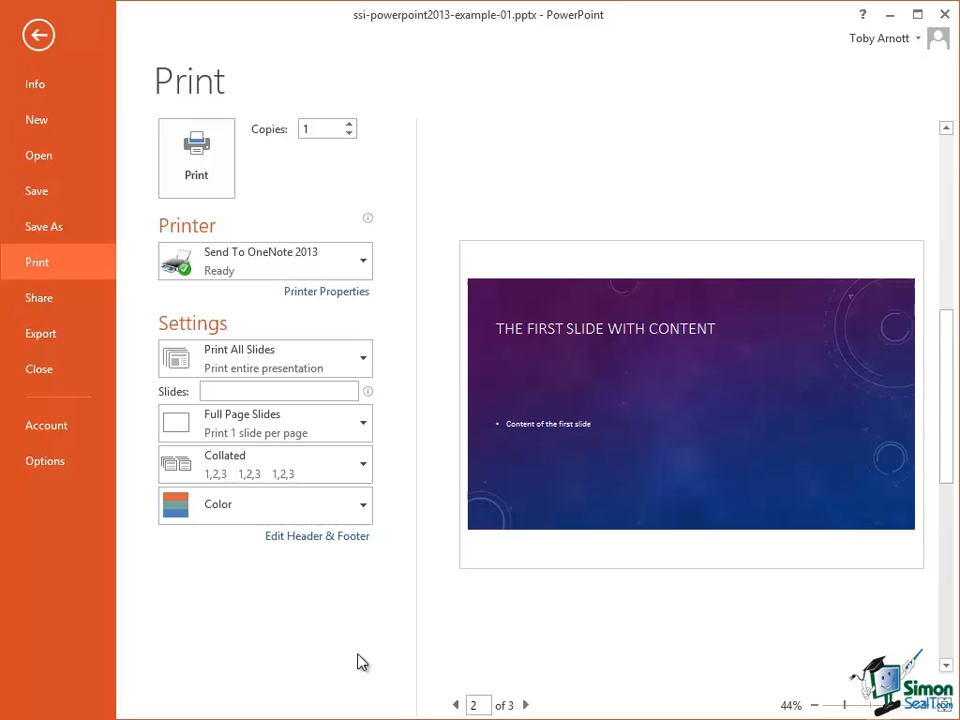 ssi-powerpoint2013-example-01.pptx - PowerPoint
?
Toby Arnott
Info
New
Open
Save
Save As
Print
Share
Export
Close
Account
Options
Print
Print
Copies: 1
Printer
Send To OneNote 2013
Ready
Printer Properties
Settings
Print All Slides
Print entire presentation
Slides:
Full Page Slides
Print 1 slide per page
Collated
1,2,3 1,2,3 1,2,3
Color
Edit Header & Footer
THE FIRST SLIDE WITH CONTENT
• Content of the first slide
2 of 3
44%
Simon
SezIT.com